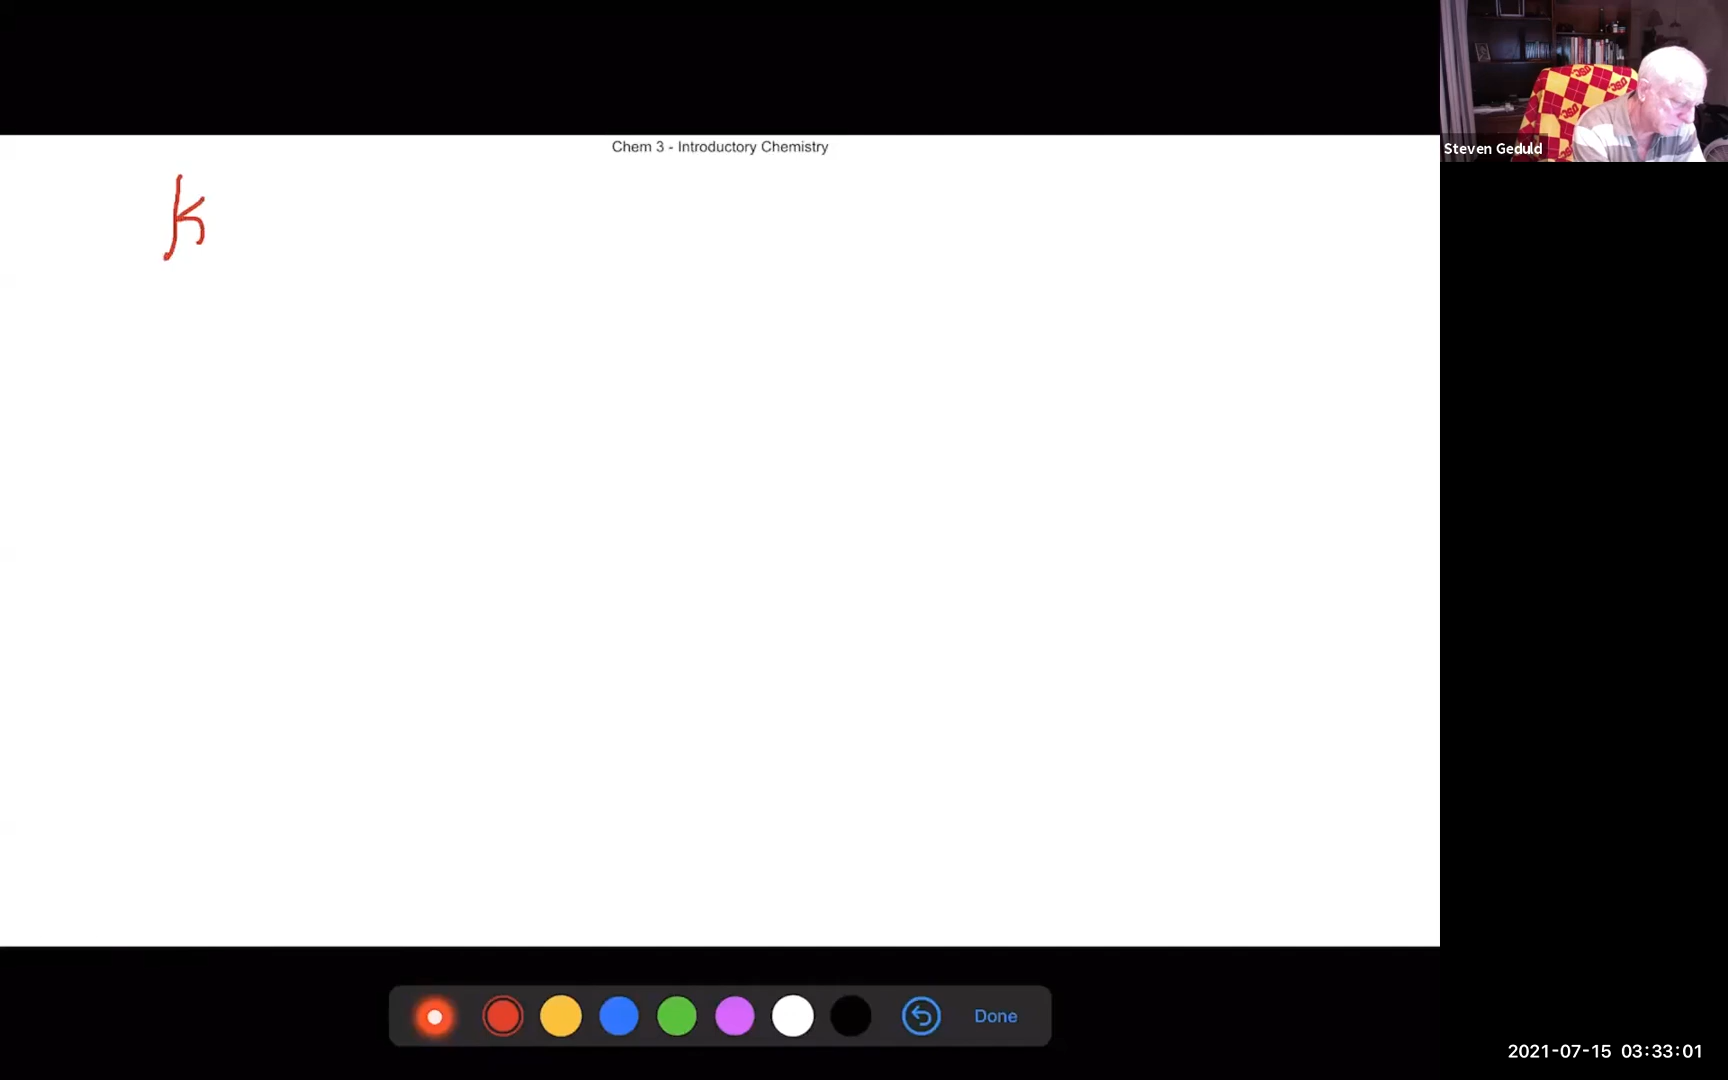 Chem 3 - Introductory Chemistry
K
Steven Geduld
Done
2021-07-15 03:33:01